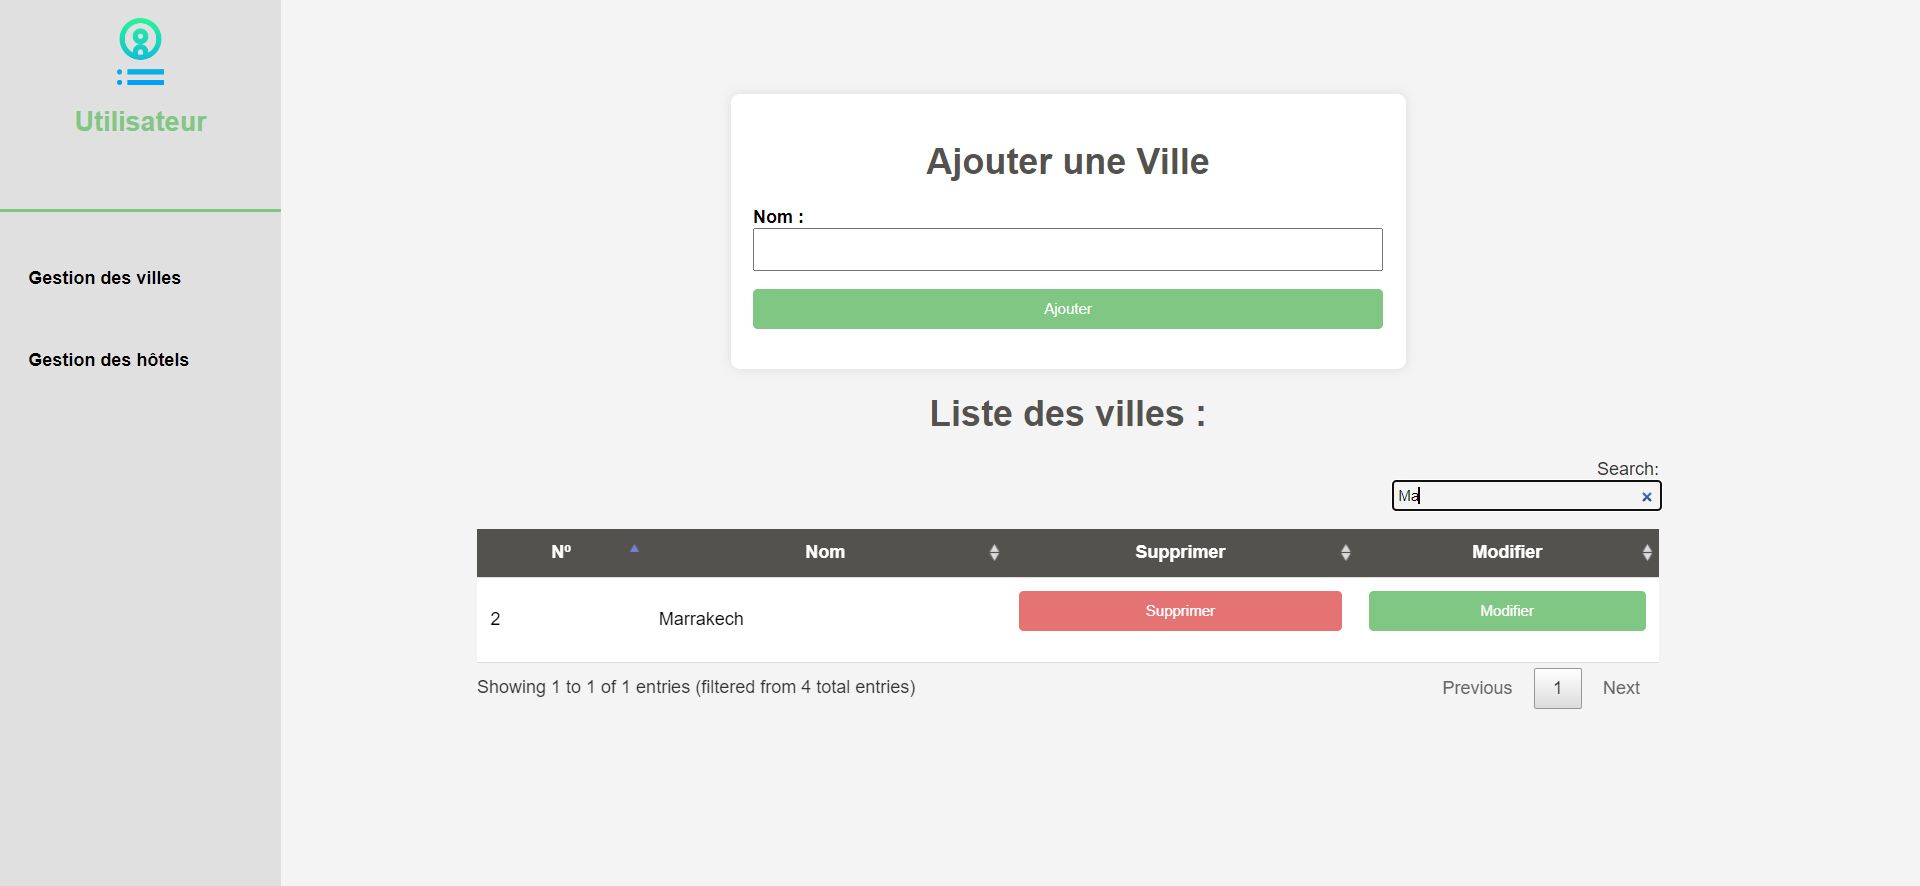 Utilisateur
Gestion des villes
Gestion des hôtels
Ajouter une Ville
Nom :
Ajouter
Liste des villes :
Search:
Ma
Nº Nom Supprimer Modifier
2 Marrakech Supprimer Modifier
Showing 1 to 1 of 1 entries (filtered from 4 total entries)
Previous 1 Next